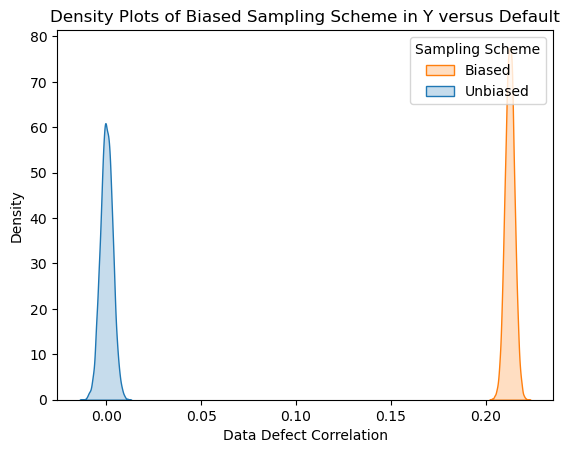 Density Plots of Biased Sampling Scheme in Y versus Default
80
70
60
50
40
30
20
10
0
Density
Sampling Scheme
Biased
Unbiased
0.00 0.05 0.10 0.15 0.20
Data Defect Correlation